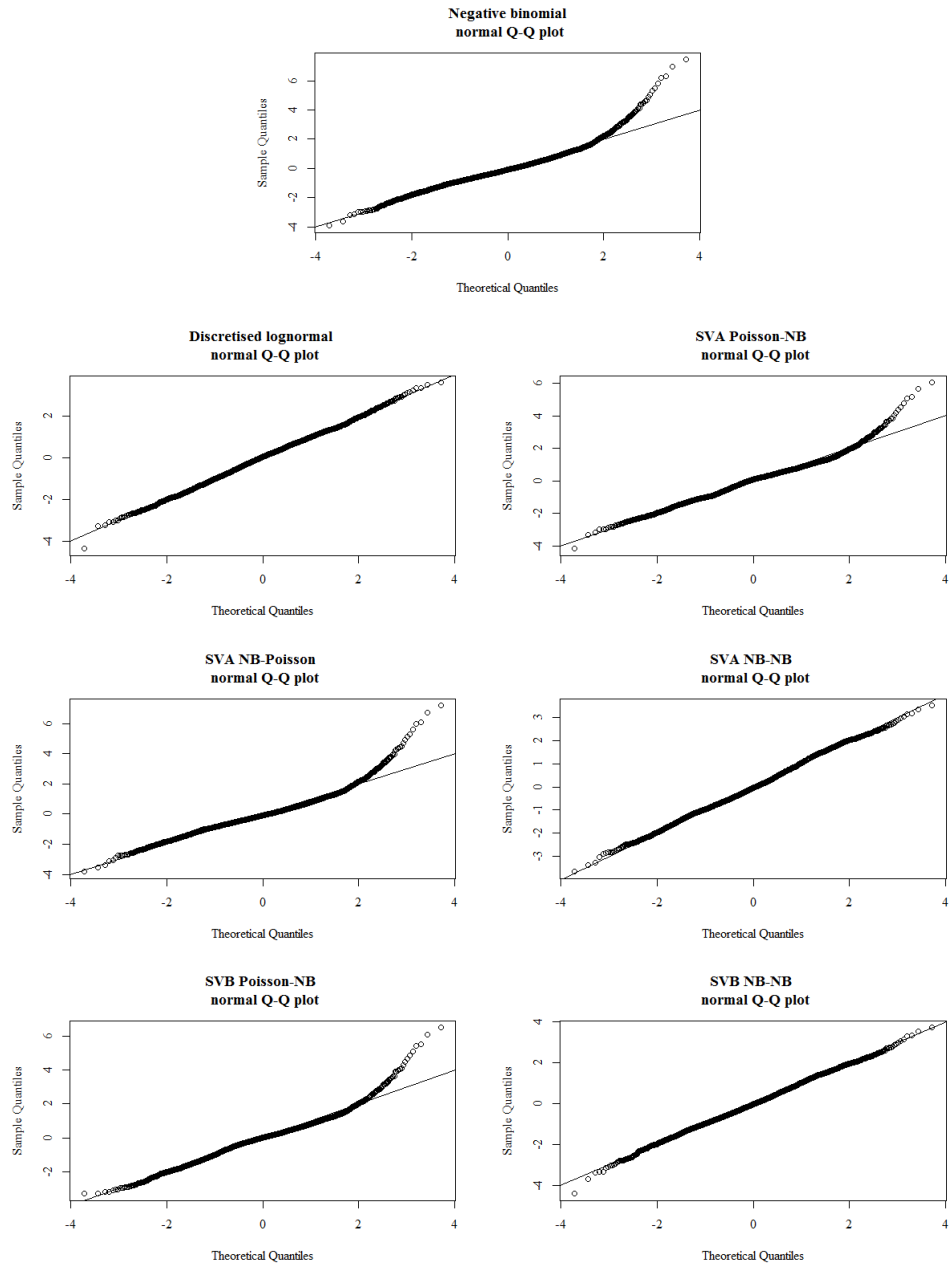 Negative binomial
normal Q-Q plot
Sample Quantiles
-4 -2 0 2 4 6
-4 -2 0 2 4
Theoretical Quantiles
Discretised lognormal
normal Q-Q plot
Sample Quantiles
-4 -2 0 2
-4 -2 0 2 4
Theoretical Quantiles
SVA Poisson-NB
normal Q-Q plot
Sample Quantiles
-4 -2 0 2 4 6
-4 -2 0 2 4
Theoretical Quantiles
SVA NB-Poisson
normal Q-Q plot
Sample Quantiles
-4 -2 0 2 4 6
-4 -2 0 2 4
Theoretical Quantiles
SVA NB-NB
normal Q-Q plot
Sample Quantiles
-3 -2 -1 0 1 2 3
-4 -2 0 2 4
Theoretical Quantiles
SVB Poisson-NB
normal Q-Q plot
Sample Quantiles
-2 0 2 4 6
-4 -2 0 2 4
Theoretical Quantiles
SVB NB-NB
normal Q-Q plot
Sample Quantiles
-4 -2 0 2 4
-4 -2 0 2 4
Theoretical Quantiles